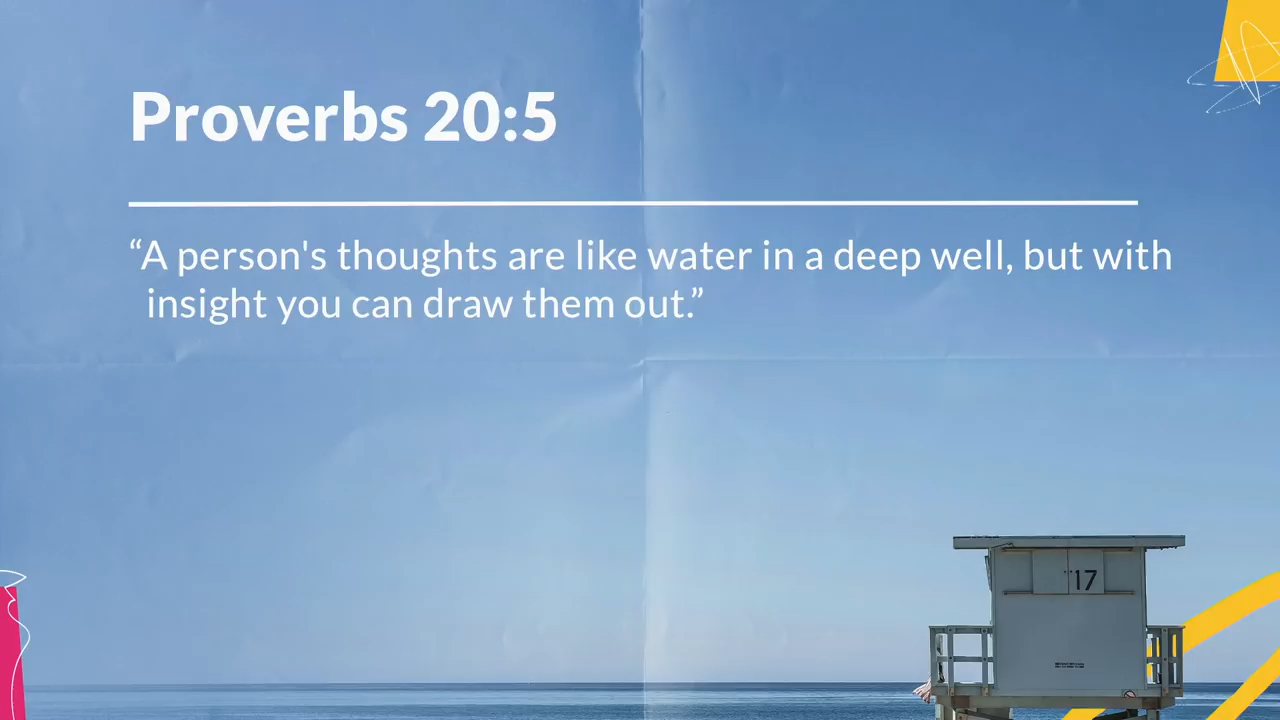 Proverbs 20:5
“A person's thoughts are like water in a deep well, but with
insight you can draw them out.”
17